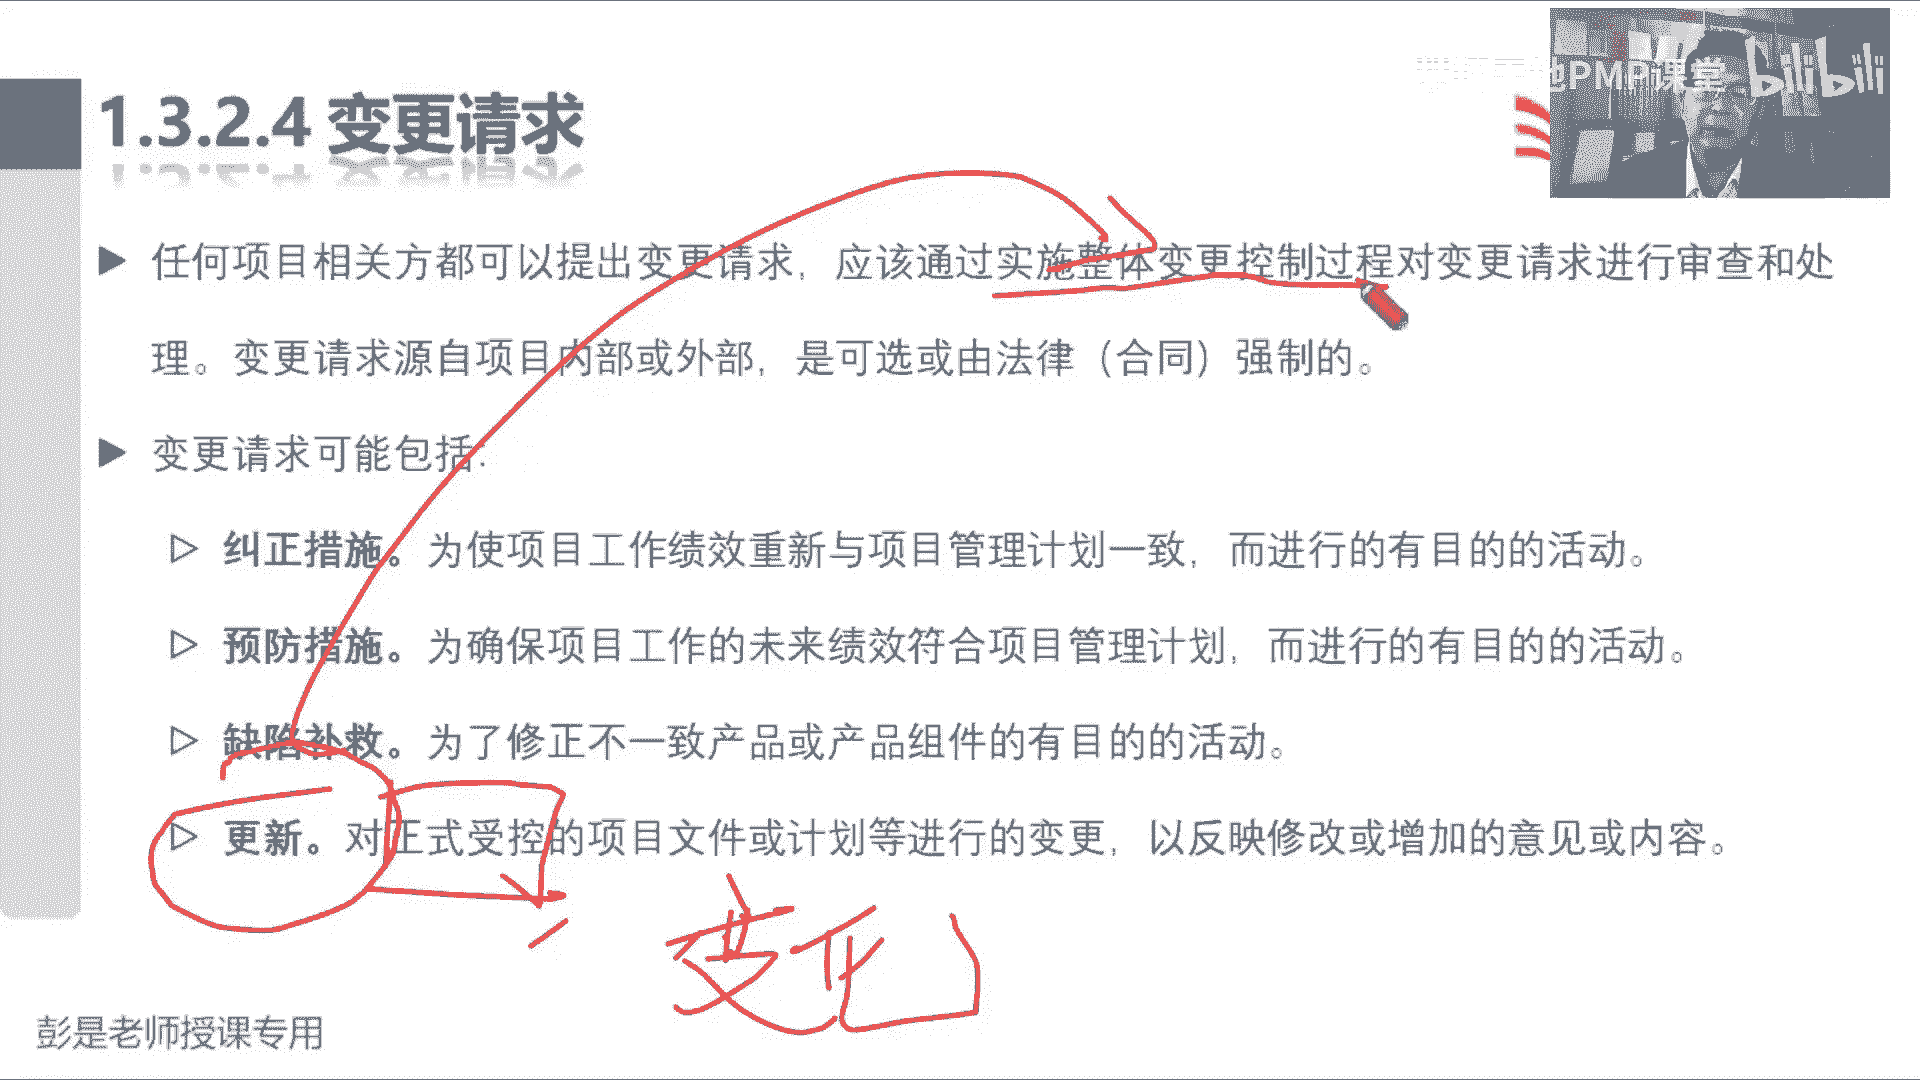 1.3.2.4 变更请求
PMP课堂 bilibili
任何项目相关方都可以提出变更请求，应该通过实施整体变更控制过程对变更请求进行审查和处
理。变更请求源自项目内部或外部，是可选或由法律（合同）强制的。
变更请求可能包括：
纠正措施。为使项目工作绩效重新与项目管理计划一致，而进行的有目的的活动。
预防措施。为确保项目工作的未来绩效符合项目管理计划，而进行的有目的的活动。
缺陷补救。为了修正不一致产品或产品组件的有目的的活动。
更新。对正式受控的项目文件或计划等进行的变更，以反映修改或增加的意见或内容。
变化
彭是老师授课专用